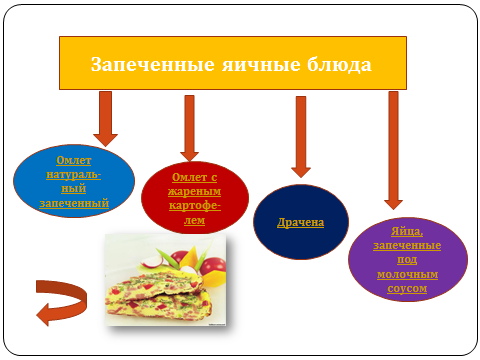 Запеченные яичные блюда
Омлет
натураль-
ный
запеченный
Омлет с
жареным
картофе-
лем
Драчена
Яйца,
запеченные
под
молочным
соусом